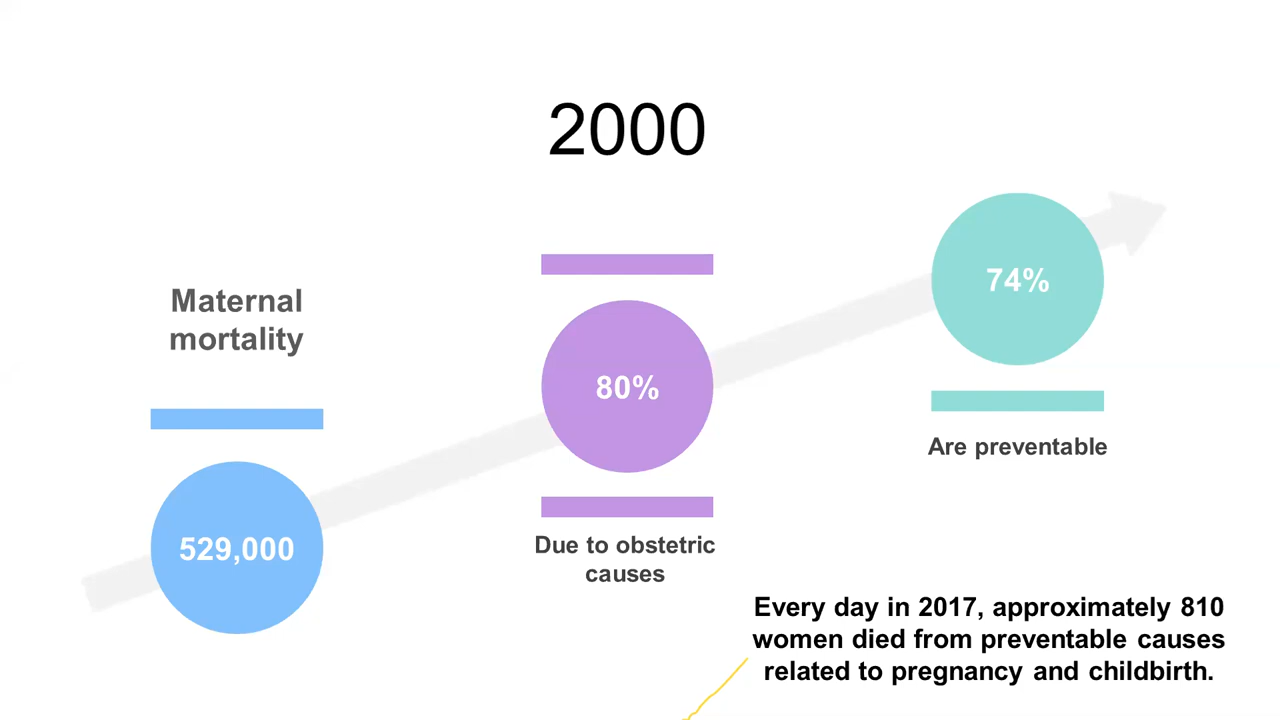 2000
Maternal
mortality
529,000
80%
Due to obstetric
causes
74%
Are preventable
Every day in 2017, approximately 810
women died from preventable causes
related to pregnancy and childbirth.